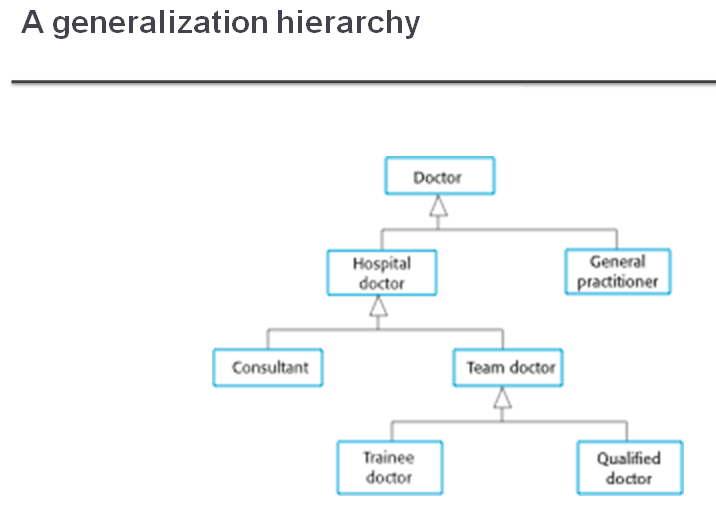 A generalization hierarchy
Doctor
Hospital
doctor
General
practitioner
Consultant
Team doctor
Trainee
doctor
Qualified
doctor